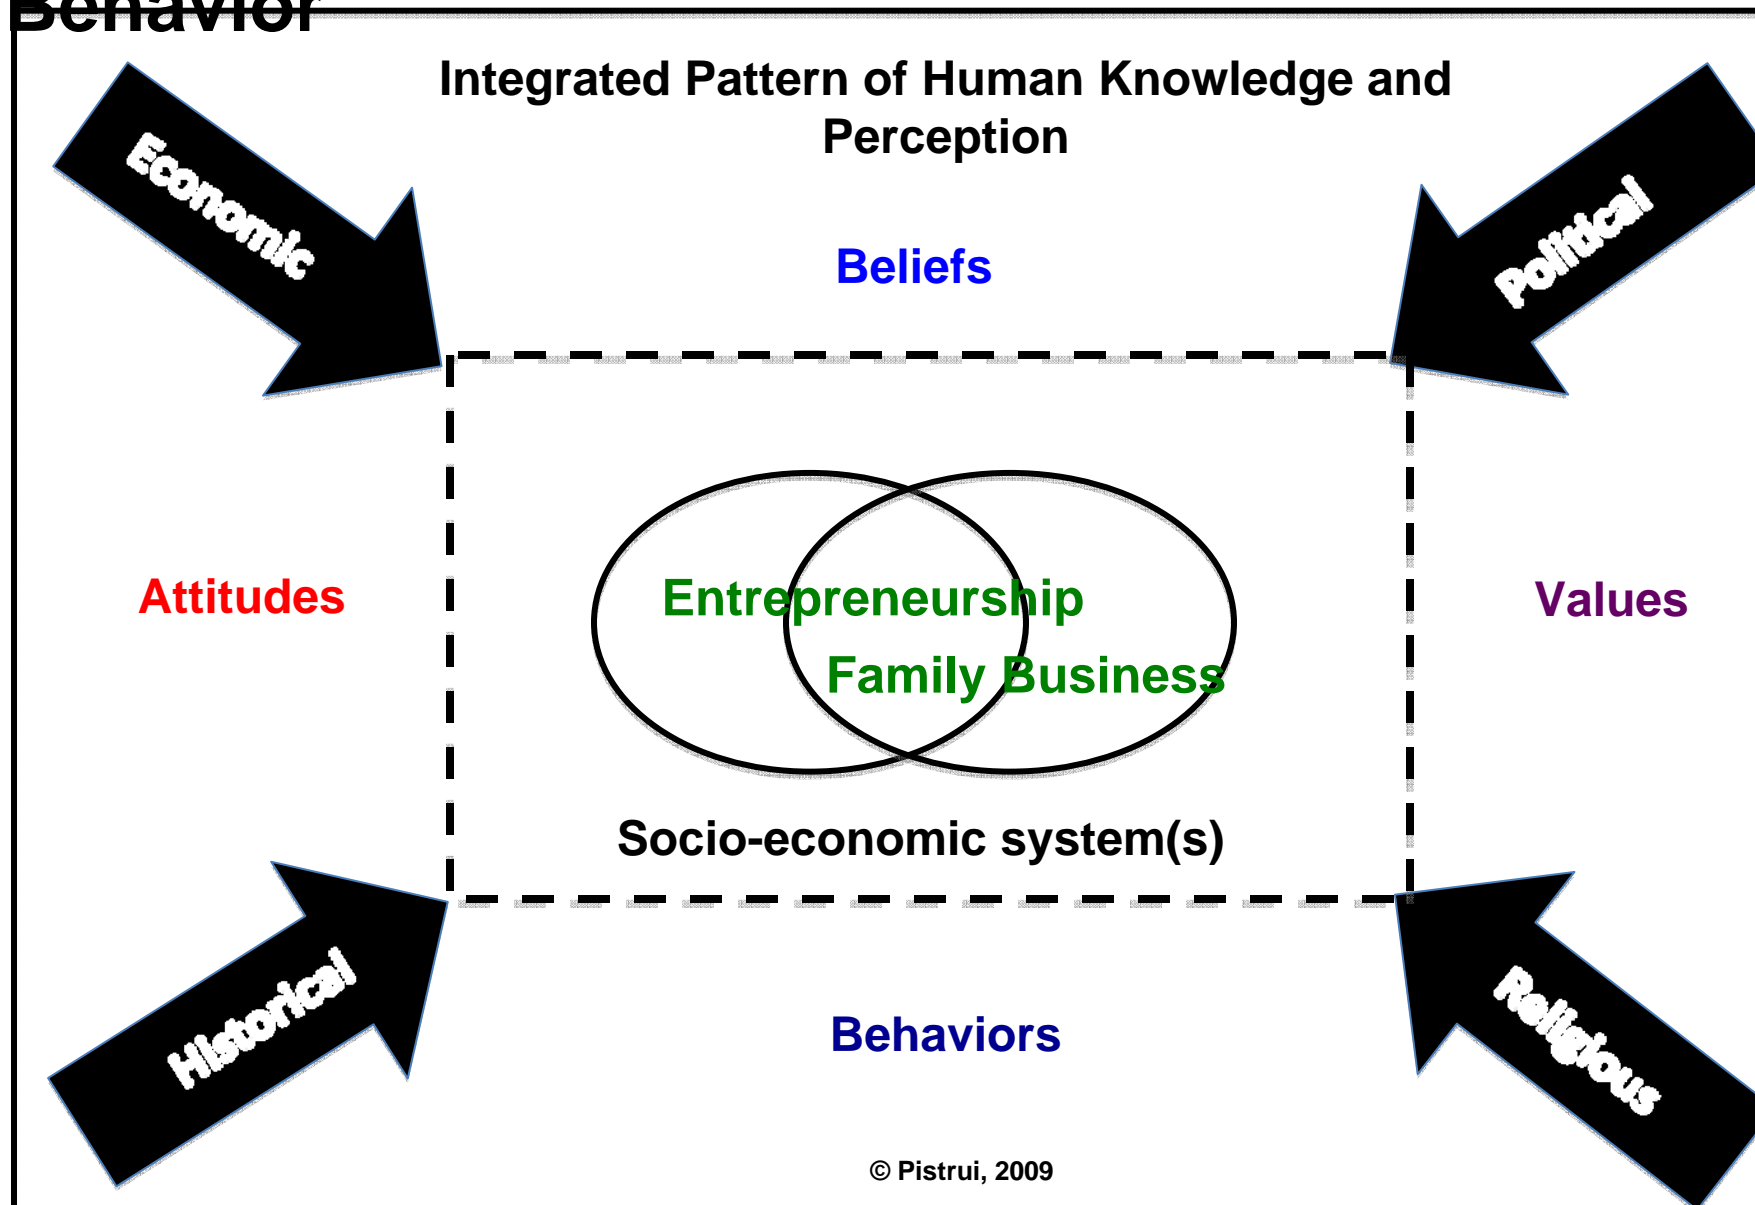 Behavior
Integrated Pattern of Human Knowledge and
Perception
Economic
Political
Beliefs
Attitudes
Entrepreneurship
Values
Family Business
Socio-economic system(s)
Historical
Religious
Behaviors
© Pistrui, 2009